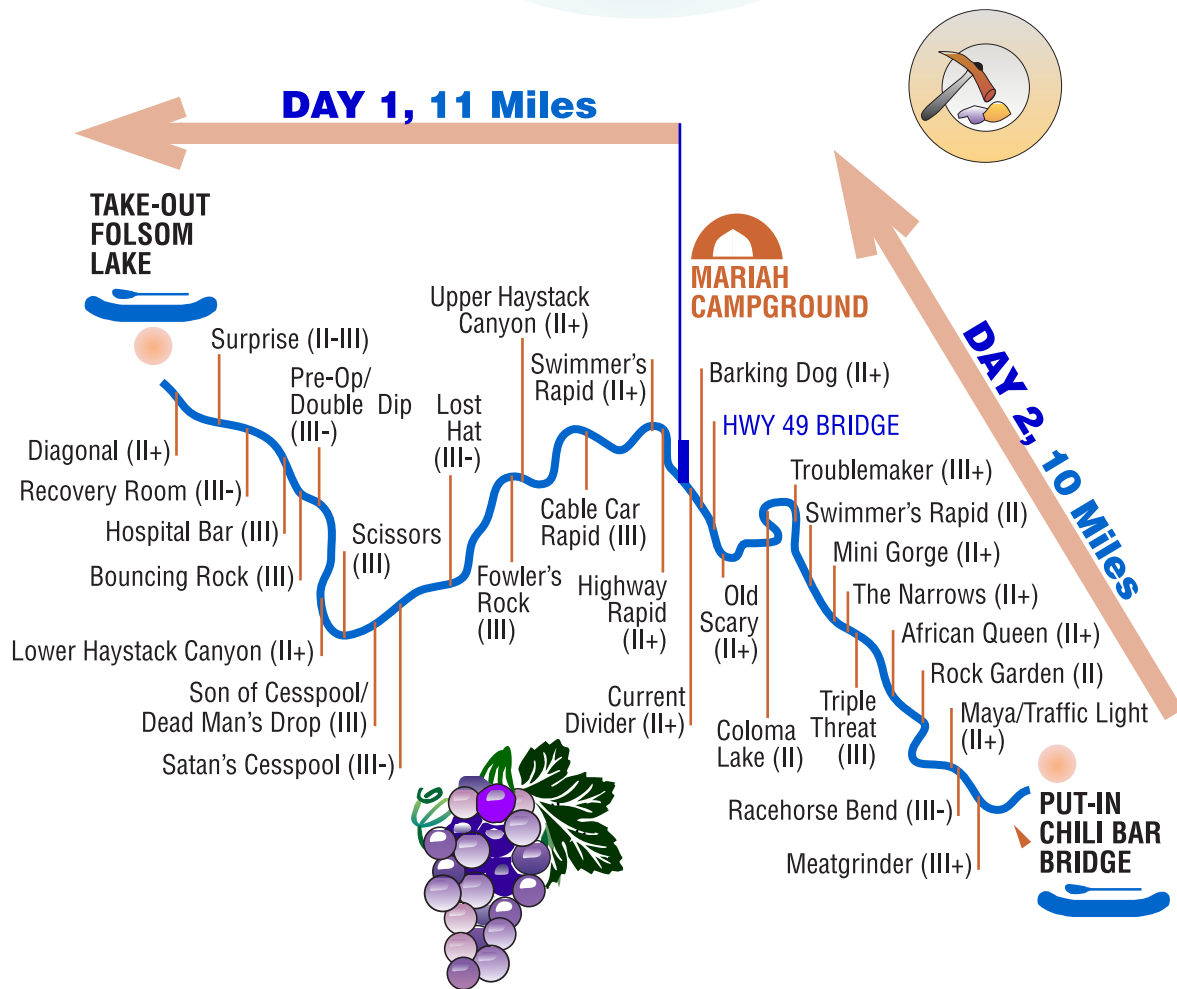 DAY 1, 11 Miles
TAKE-OUT
FOLSOM
LAKE
MARIAH
CAMPGROUND
DAY 2, 10 Miles
Upper Haystack
Canyon (II+)
Surprise (II-III)
Pre-Op/
Double Dip
(III-)
Lost
Hat
(III-)
Swimmer's
Rapid (II+)
Barking Dog (II+)
HWY 49 BRIDGE
Diagonal (II+)
Recovery Room (III-)
Hospital Bar (III)
Bouncing Rock (III)
Scissors
(III)
Lower Haystack Canyon (II+)
Son of Cesspool/
Dead Man's Drop (III)
Satan's Cesspool (III-)
Fowler's
Rock
(III)
Cable Car
Rapid (III)
Highway
Rapid
(II+)
Current
Divider (II+)
Old
Scary
(II+)
Coloma
Lake (II)
Troublemaker (III+)
Swimmer's Rapid (II)
Mini Gorge (II+)
The Narrows (II+)
African Queen (II+)
Rock Garden (II)
Maya/Traffic Light
(II+)
Triple
Threat
(III)
Racehorse Bend (III-)
Meatgrinder (III+)
PUT-IN
CHILI BAR
BRIDGE